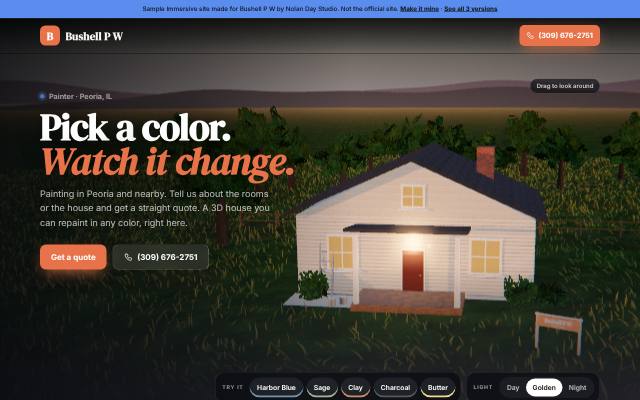 Sample Immersive site made for Bushell P W by Nolan Day Studio. Not the official site. Make it mine · See all 3 versions
B Bushell P W
(309) 676-2751
Drag to look around
Painter · Peoria, IL
Pick a color.
Watch it change.
Painting in Peoria and nearby. Tell us about the rooms
or the house and get a straight quote. A 3D house you
can repaint in any color, right here.
Get a quote
(309) 676-2751
TRY IT Harbor Blue Sage Clay Charcoal Butter
LIGHT Day Golden Night